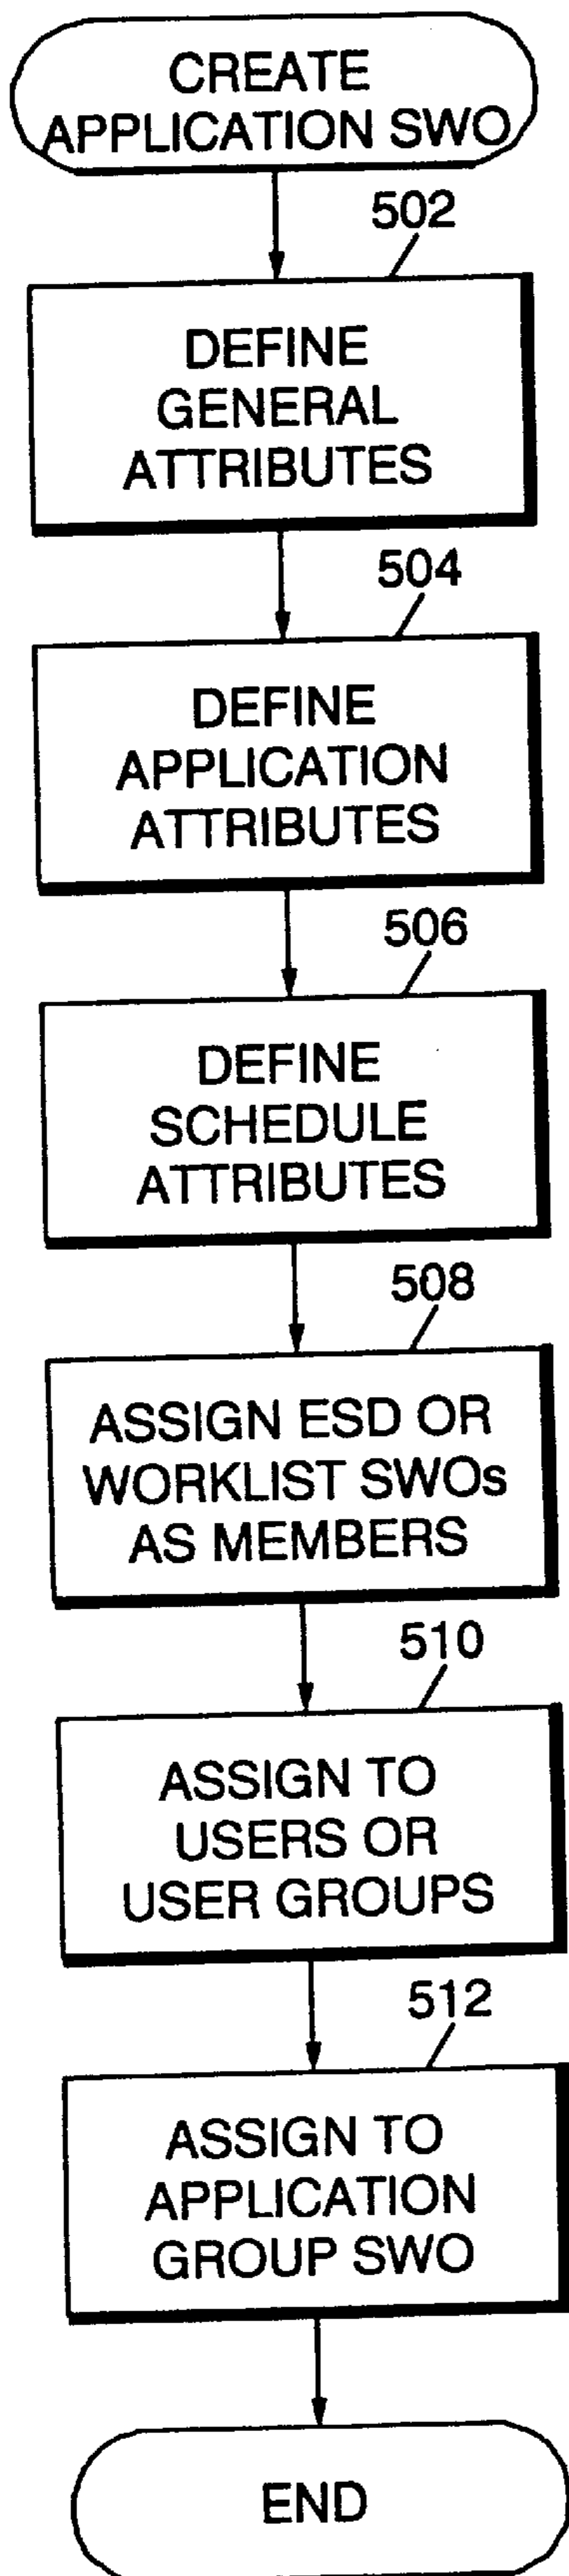 CREATE
APPLICATION SWO
502
DEFINE
GENERAL
ATTRIBUTES
504
DEFINE
APPLICATION
ATTRIBUTES
506
DEFINE
SCHEDULE
ATTRIBUTES
508
ASSIGN ESD OR
WORKLIST SWOs
AS MEMBERS
510
ASSIGN TO
USERS OR
USER GROUPS
512
ASSIGN TO
APPLICATION
GROUP SWO
END